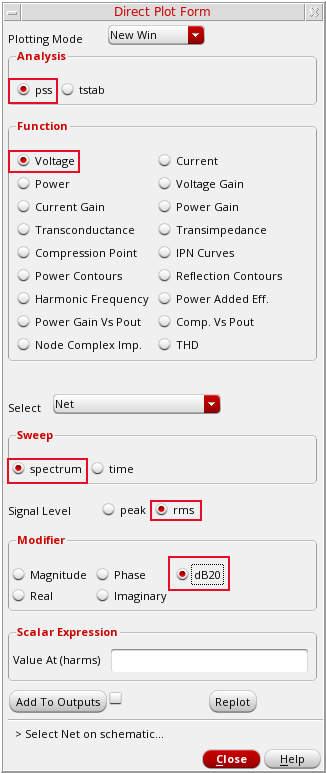 Direct Plot Form
Plotting Mode New Win
Analysis
pss tstab
Function
Voltage Current
Power Voltage Gain
Current Gain Power Gain
Transconductance Transimpedance
Compression Point IPN Curves
Power Contours Reflection Contours
Harmonic Frequency Power Added Eff.
Power Gain Vs Pout Comp. Vs Pout
Node Complex Imp. THD
Select Net
Sweep
spectrum time
Signal Level peak rms
Modifier
Magnitude Phase dB20
Real Imaginary
Scalar Expression
Value At (harms)
Add To Outputs Replot
> Select Net on schematic...
Close Help